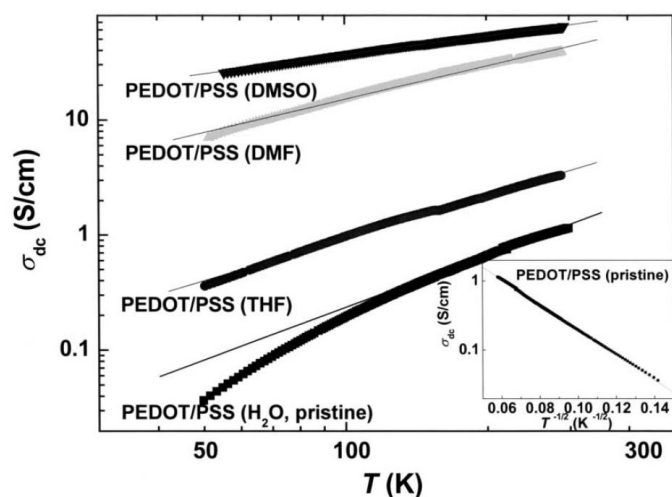 PEDOT/PSS (DMSO)
10
PEDOT/PSS (DMF)
σdc (S/cm)
1
PEDOT/PSS (THF)
0.1
PEDOT/PSS (H₂O, pristine)
50
100
300
T (K)
PEDOT/PSS (pristine)
σdc (S/cm)
1
0.1
0.06 0.08 0.10 0.12 0.14
T⁻¹/² (K⁻¹/²)